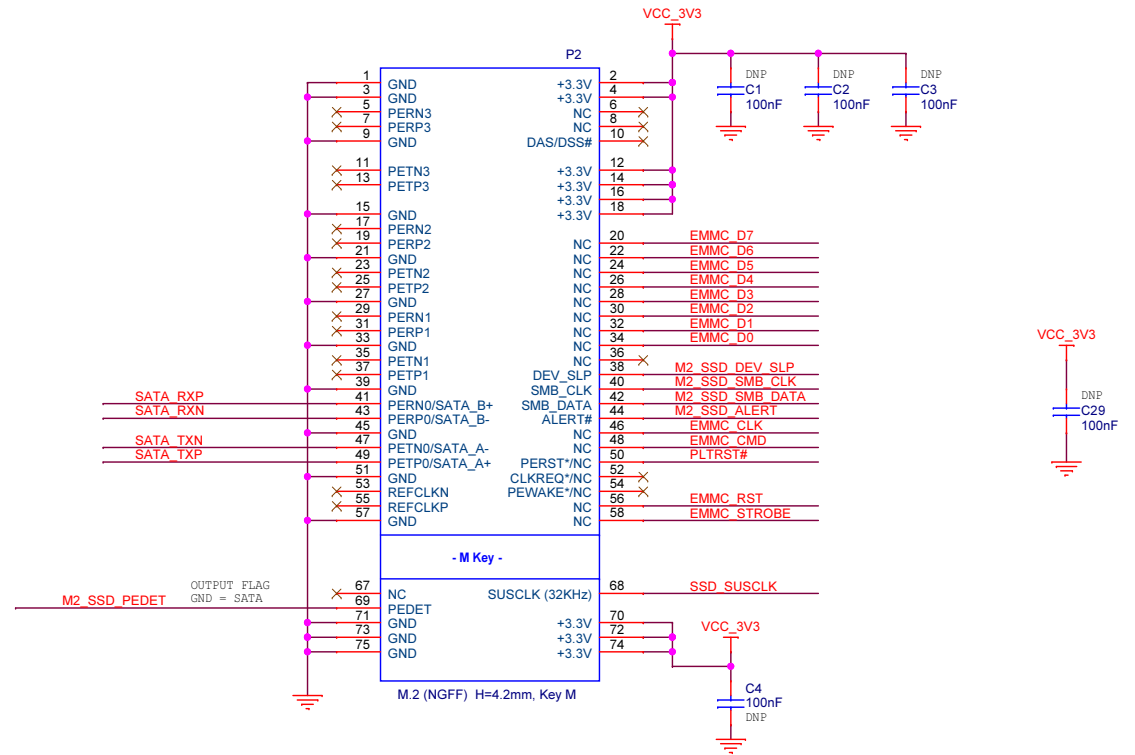 VCC_3V3
P2
1 GND +3.3V 2
3 GND +3.3V 4
5 PERN3 NC 6
7 PERP3 NC 8
9 GND DAS/DSS# 10
DNP C1 100nF
DNP C2 100nF
DNP C3 100nF
11 PETN3 +3.3V 12
13 PETP3 +3.3V 14
+3.3V 16
15 GND +3.3V 18
17 PERN2
19 PERP2 NC 20 EMMC_D7
21 GND NC 22 EMMC_D6
23 PETN2 NC 24 EMMC_D5
25 PETP2 NC 26 EMMC_D4
27 GND NC 28 EMMC_D3
29 PERN1 NC 30 EMMC_D2
31 PERP1 NC 32 EMMC_D1
33 GND NC 34 EMMC_D0
35 PETN1 NC 36
37 PETP1 DEV_SLP 38 M2_SSD_DEV_SLP
39 GND SMB_CLK 40 M2_SSD_SMB_CLK
SATA_RXP 41 PERN0/SATA_B+ SMB_DATA 42 M2_SSD_SMB_DATA
SATA_RXN 43 PERP0/SATA_B- ALERT# 44 M2_SSD_ALERT
45 GND NC 46 EMMC_CLK
SATA_TXN 47 PETN0/SATA_A- NC 48 EMMC_CMD
SATA_TXP 49 PETP0/SATA_A+ PERST*/NC 50 PLTRST#
51 GND CLKREQ*/NC 52
53 REFCLKN PEWAKE*/NC 54
55 REFCLKP NC 56 EMMC_RST
57 GND NC 58 EMMC_STROBE
VCC_3V3
DNP
C29
100nF
- M Key -
OUTPUT FLAG
GND = SATA
67 NC SUSCLK (32KHz) 68 SSD_SUSCLK
M2_SSD_PEDET 69 PEDET
71 GND +3.3V 70
73 GND +3.3V 72
75 GND +3.3V 74
VCC_3V3
C4
100nF
DNP
M.2 (NGFF) H=4.2mm, Key M